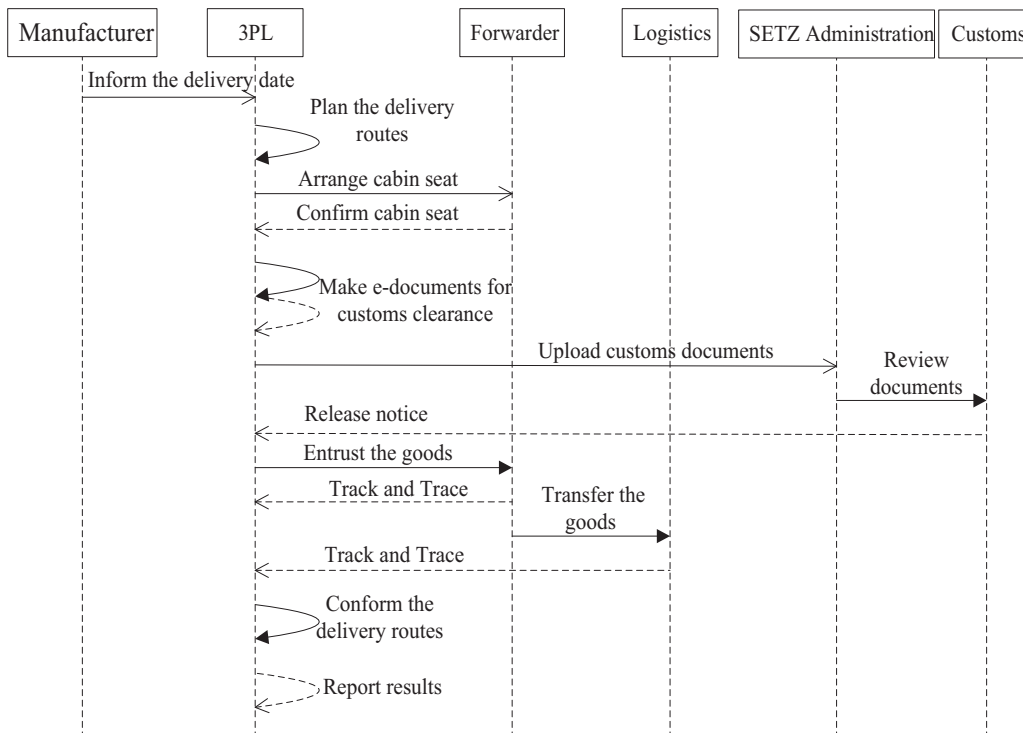 Manufacturer
3PL
Forwarder
Logistics
SETZ Administration
Customs
Inform the delivery date
Plan the delivery
routes
Arrange cabin seat
Confirm cabin seat
Make e-documents for
customs clearance
Upload customs documents
Review
documents
Release notice
Entrust the goods
Track and Trace
Transfer the
goods
Track and Trace
Conform the
delivery routes
Report results